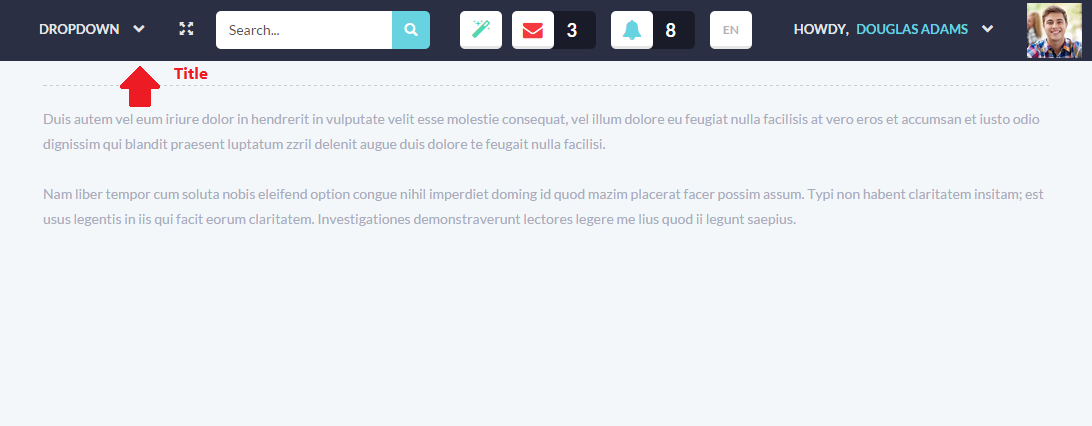 DROPDOWN Search... 3 8 EN HOWDY, DOUGLAS ADAMS
Title
Duis autem vel eum iriure dolor in hendrerit in vulputate velit esse molestie consequat, vel illum dolore eu feugiat nulla facilisis at vero eros et accumsan et iusto odio
dignissim qui blandit praesent luptatum zzril delenit augue duis dolore te feugait nulla facilisi.
Nam liber tempor cum soluta nobis eleifend option congue nihil imperdiet doming id quod mazim placerat facer possim assum. Typi non habent claritatem insitam; est
usus legentis in iis qui facit eorum claritatem. Investigationes demonstraverunt lectores legere me lius quod ii legunt saepius.